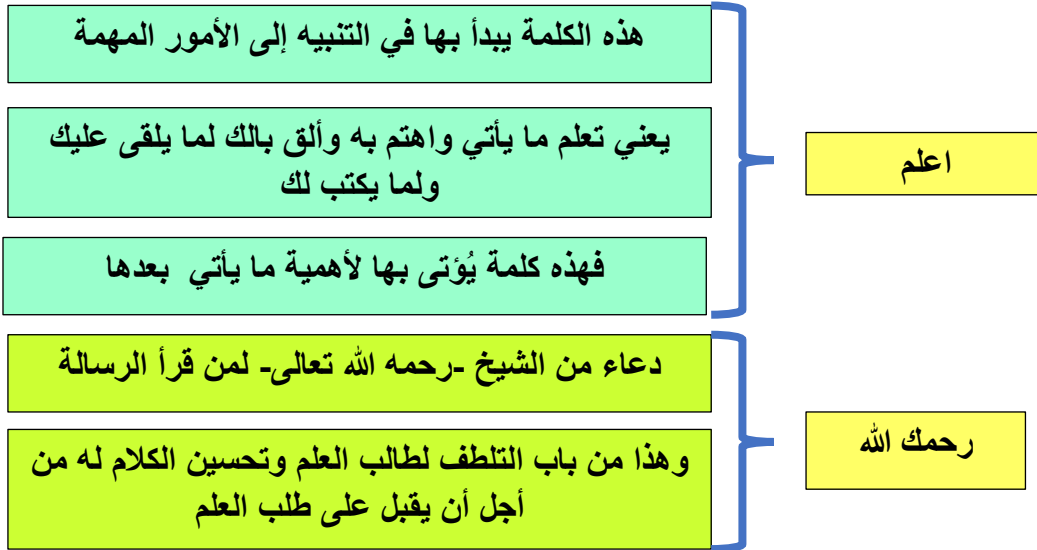 اعلم
هذه الكلمة يبدأ بها في التنبيه إلى الأمور المهمة
يعني تعلم ما يأتي واهتم به وألق بالك لما يلقى عليك
ولما يكتب لك
فهذه كلمة يُؤتى بها لأهمية ما يأتي بعدها
رحمك الله
دعاء من الشيخ -رحمه الله تعالى- لمن قرأ الرسالة
وهذا من باب التلطف لطالب العلم وتحسين الكلام له من
أجل أن يقبل على طلب العلم